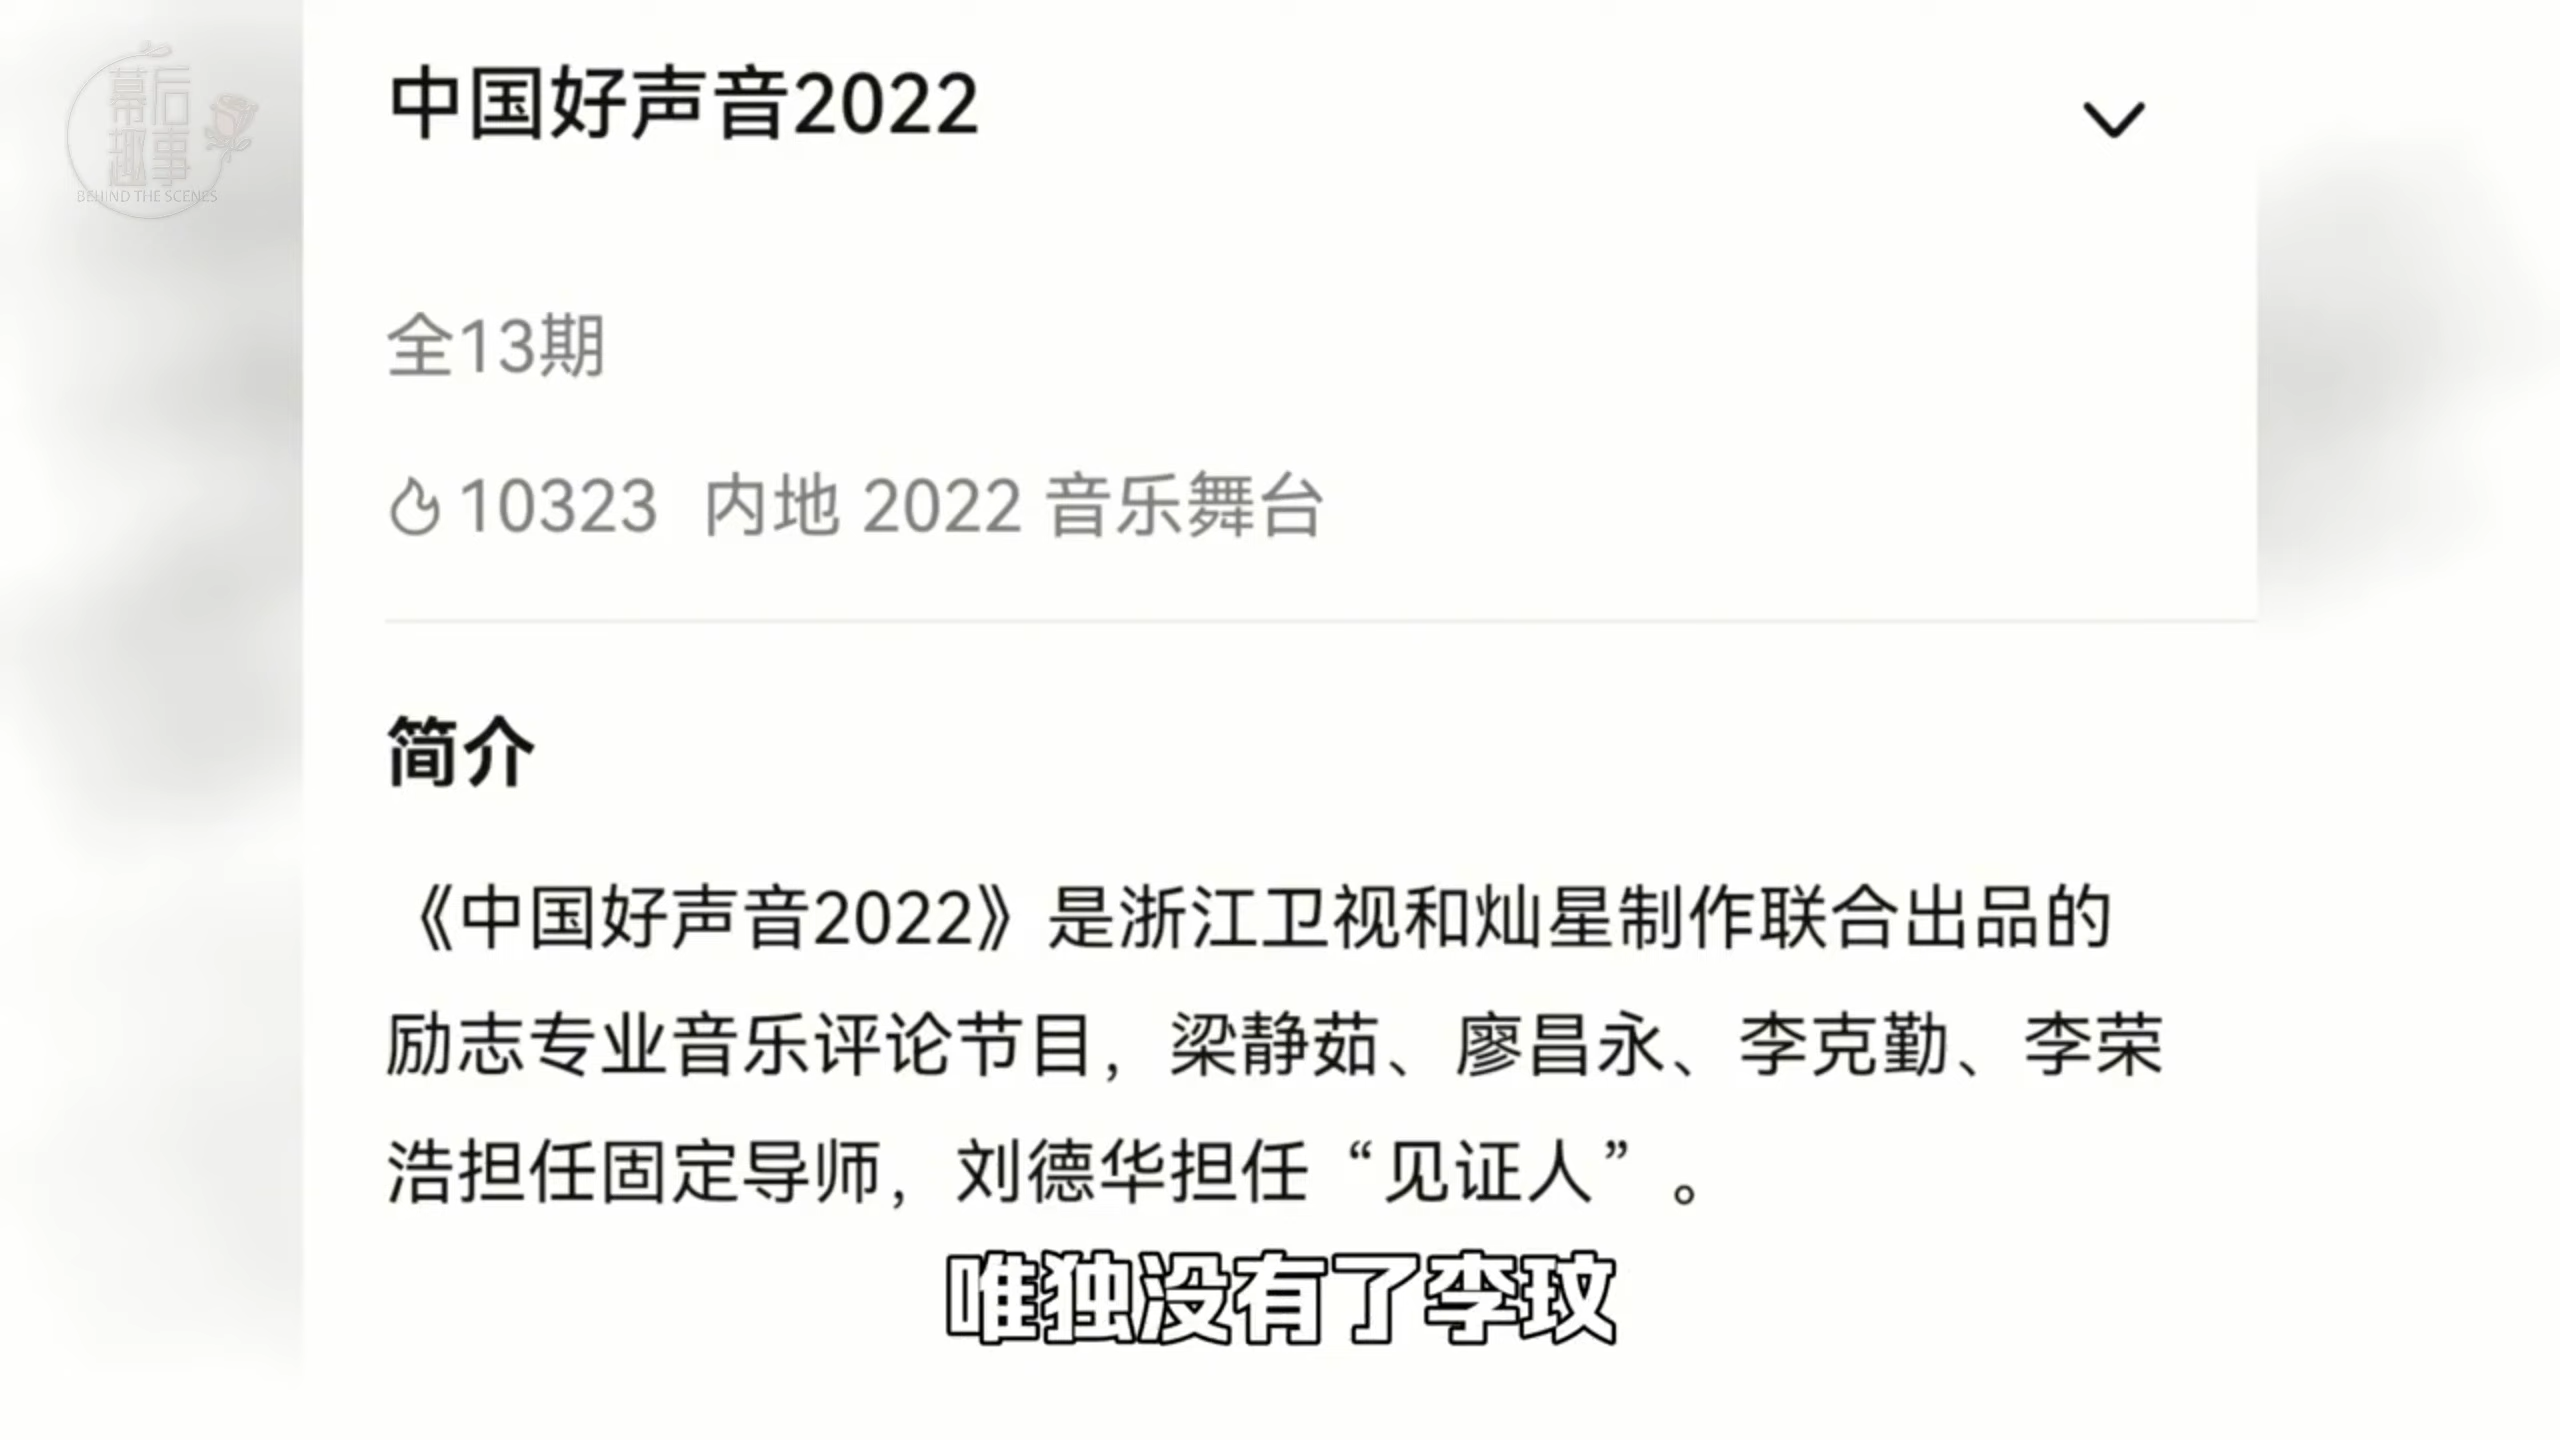 幕后
趣事
BEHIND THE SCENES
中国好声音2022
全13期
10323 内地 2022 音乐舞台
简介
《中国好声音2022》是浙江卫视和灿星制作联合出品的
励志专业音乐评论节目，梁静茹、廖昌永、李克勤、李荣
浩担任固定导师，刘德华担任“见证人”。
唯独没有了李玟